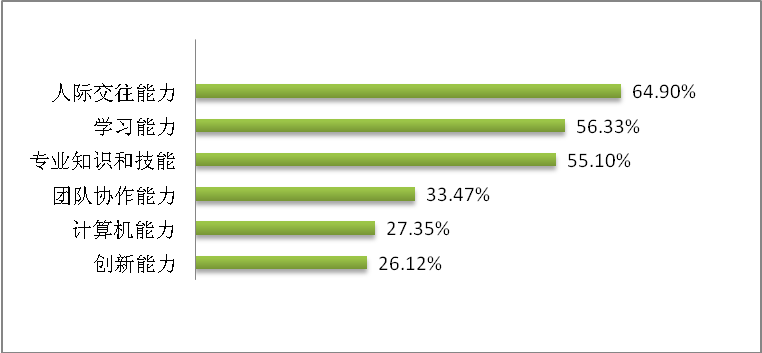 人际交往能力 64.90%
学习能力 56.33%
专业知识和技能 55.10%
团队协作能力 33.47%
计算机能力 27.35%
创新能力 26.12%